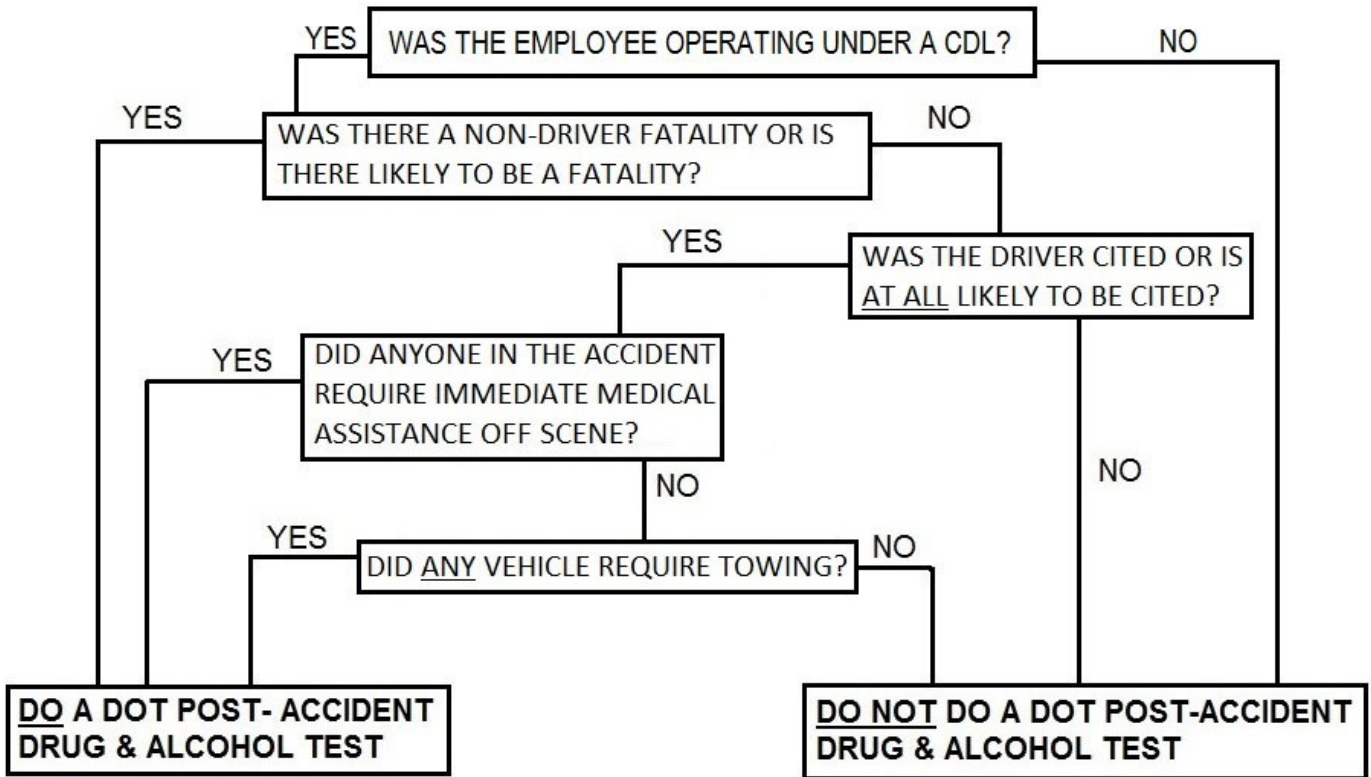 YES
WAS THE EMPLOYEE OPERATING UNDER A CDL?
NO
YES
WAS THERE A NON-DRIVER FATALITY OR IS
THERE LIKELY TO BE A FATALITY?
NO
YES
WAS THE DRIVER CITED OR IS
AT ALL LIKELY TO BE CITED?
YES
DID ANYONE IN THE ACCIDENT
REQUIRE IMMEDIATE MEDICAL
ASSISTANCE OFF SCENE?
NO
NO
YES
DID ANY VEHICLE REQUIRE TOWING?
NO
DO A DOT POST- ACCIDENT
DRUG & ALCOHOL TEST
DO NOT DO A DOT POST-ACCIDENT
DRUG & ALCOHOL TEST